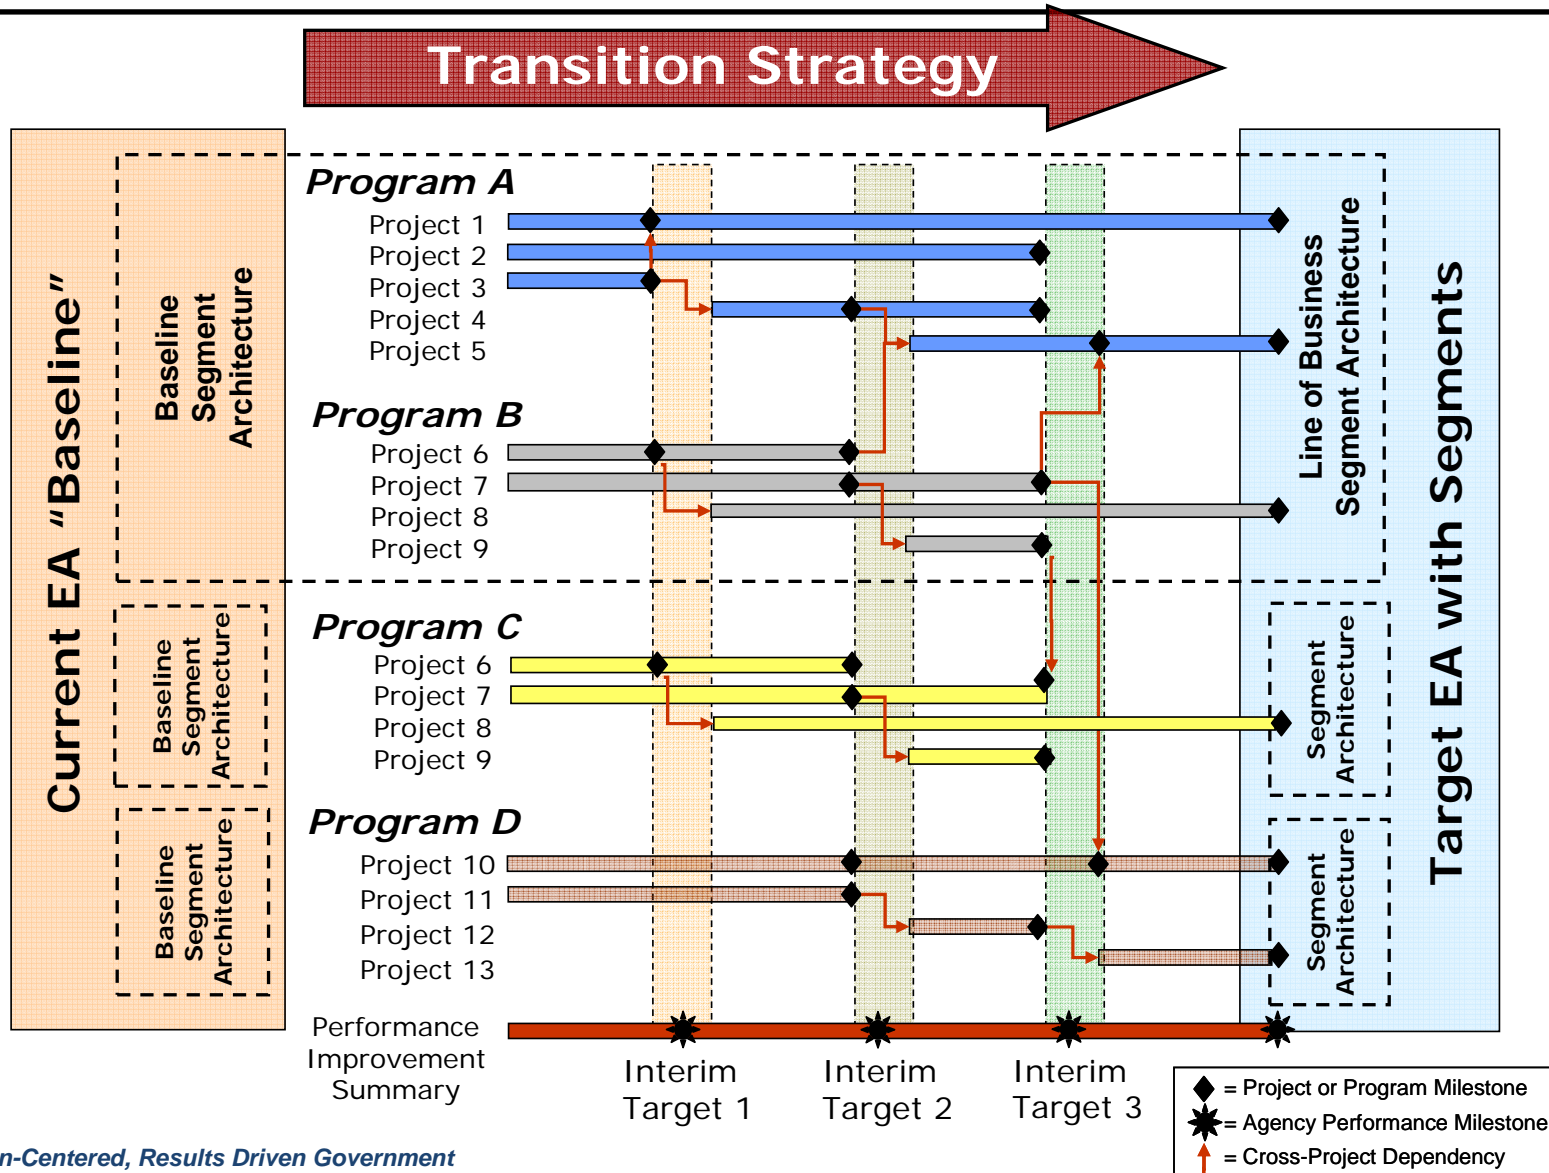 Transition Strategy
Current EA “Baseline”
Baseline
Segment
Architecture
Baseline
Segment
Architecture
Baseline
Segment
Architecture
Program A
Project 1
Project 2
Project 3
Project 4
Project 5
Program B
Project 6
Project 7
Project 8
Project 9
Program C
Project 6
Project 7
Project 8
Project 9
Program D
Project 10
Project 11
Project 12
Project 13
Performance
Improvement
Summary
Interim
Target 1
Interim
Target 2
Interim
Target 3
Line of Business
Segment Architecture
Segment
Architecture
Segment
Architecture
Target EA with Segments
= Project or Program Milestone
= Agency Performance Milestone
= Cross-Project Dependency
n-Centered, Results Driven Government